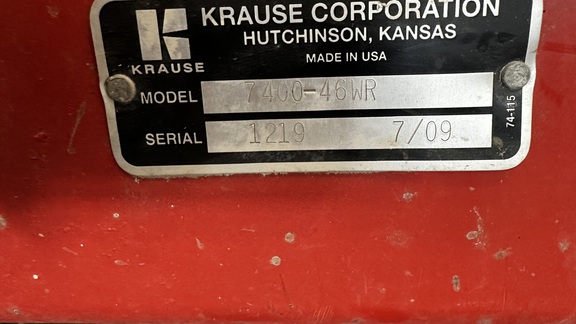 KRAUSE CORPORATION
HUTCHINSON, KANSAS
MADE IN USA
KRAUSE
MODEL 7400-46WR
SERIAL 1219 7/09
74-115